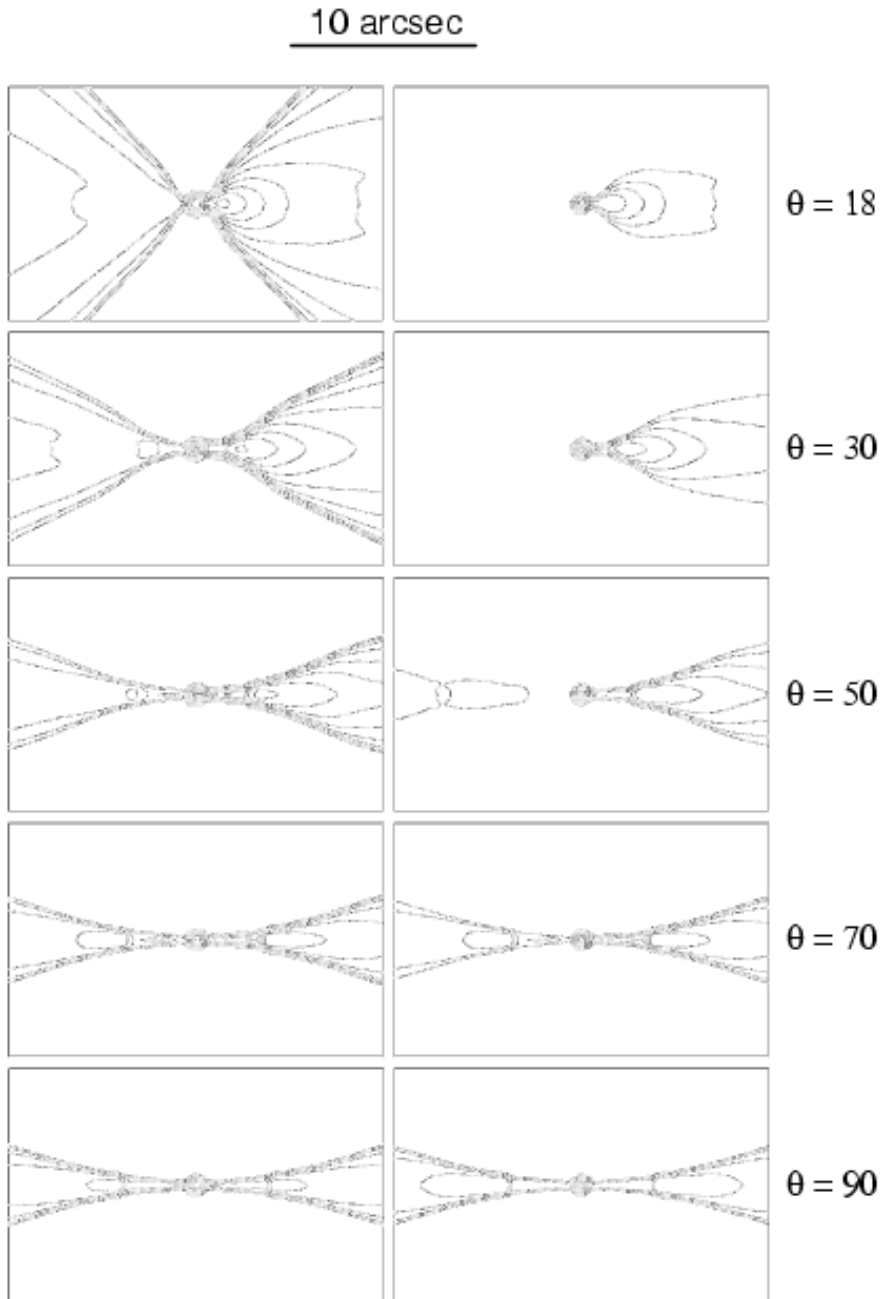 10 arcsec
θ = 18
θ = 30
θ = 50
θ = 70
θ = 90